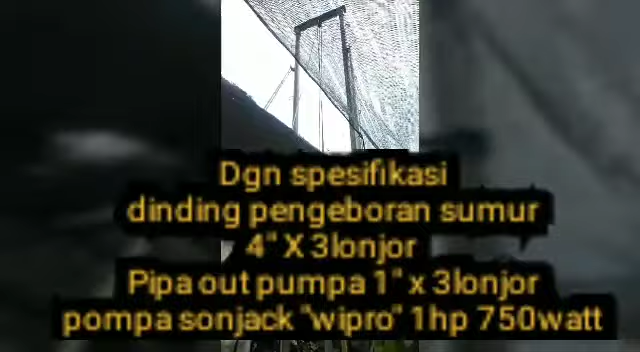 Dgn spesifikasi
dinding pengeboran sumur
4" X 3lonjor
Pipa out pumpa 1" x 3lonjor
pompa sonjack "wipro" 1hp 750watt